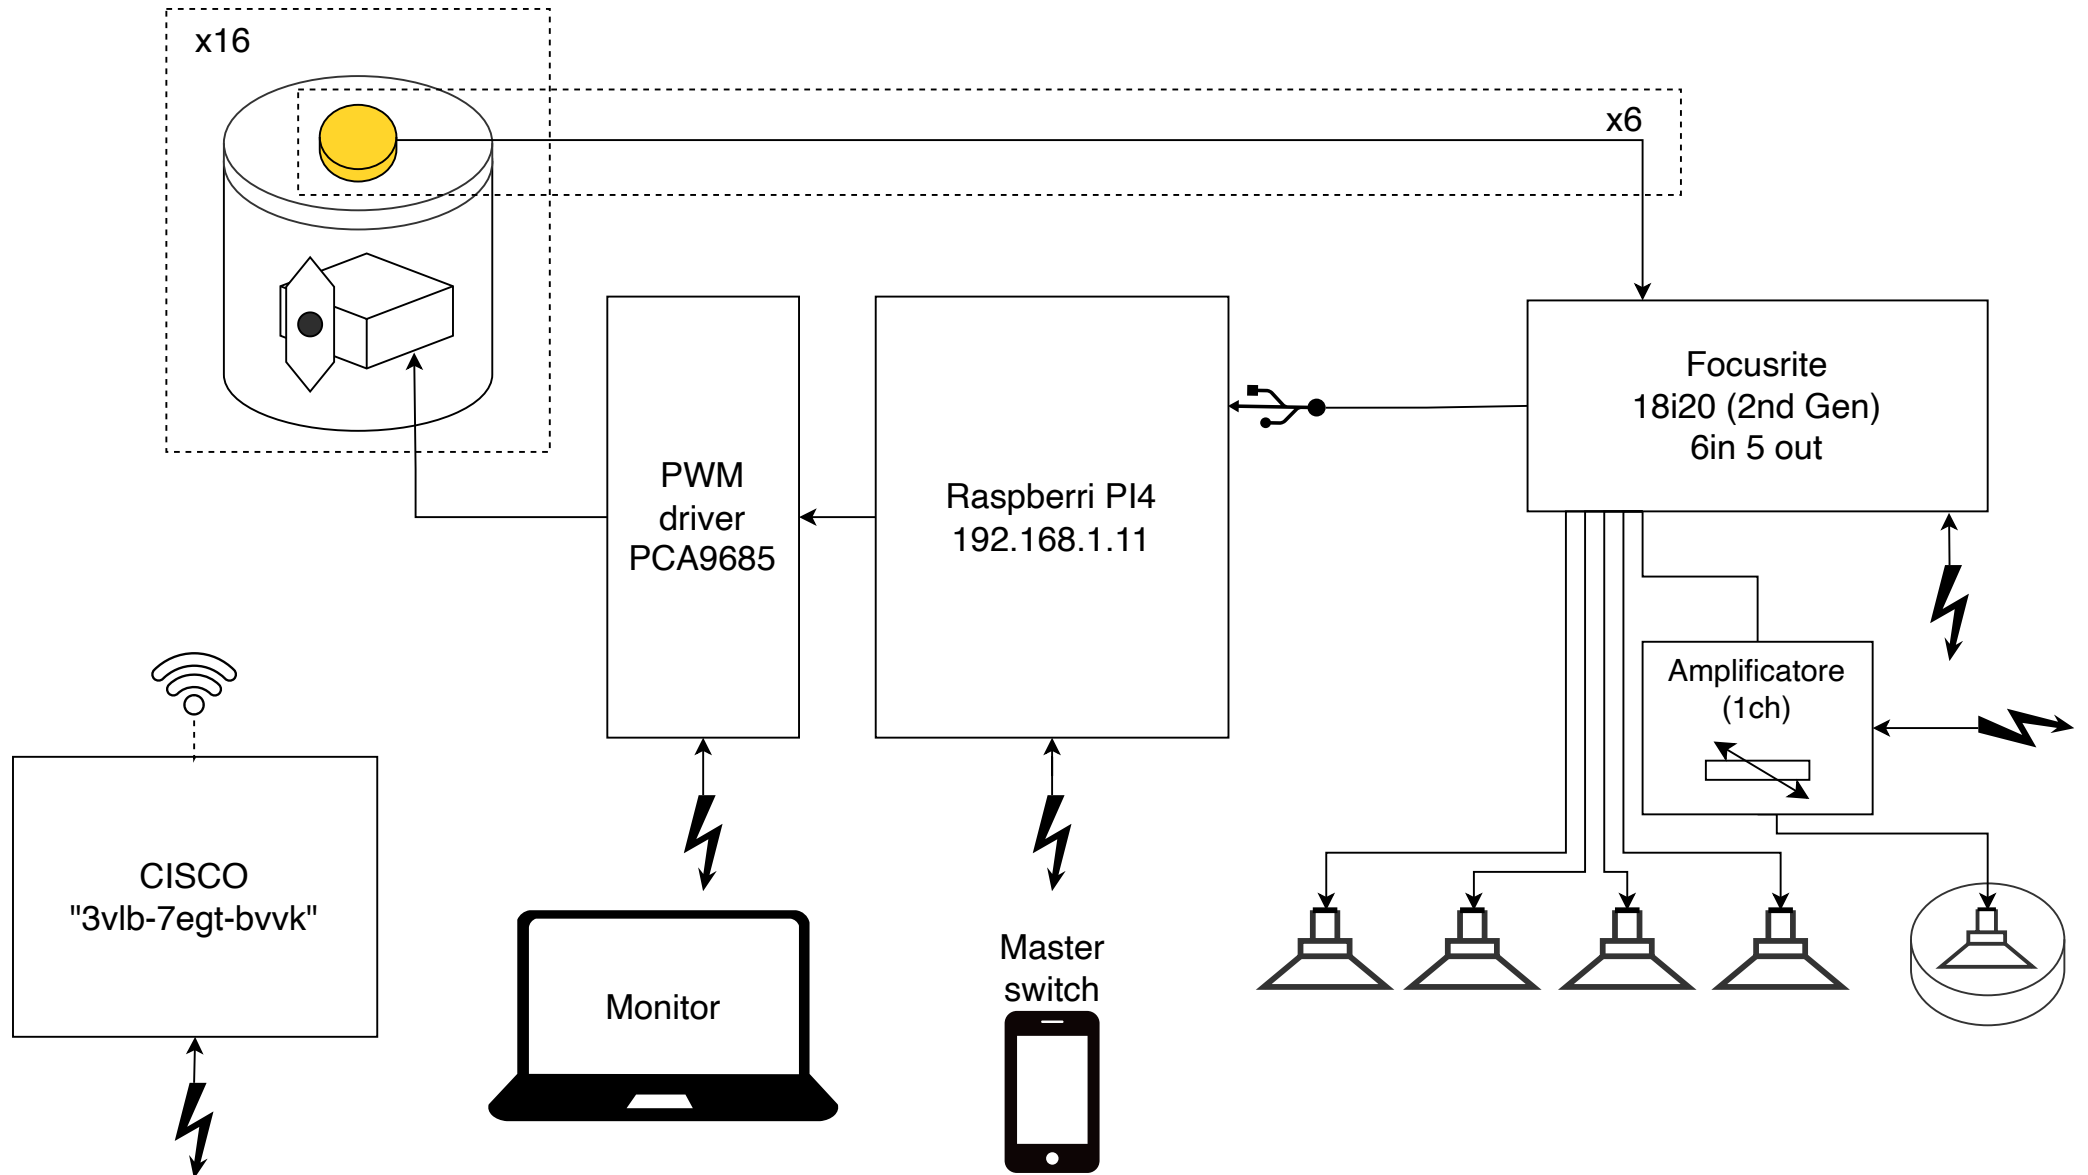 x16
x6
Focusrite
18i20 (2nd Gen)
6in 5 out
PWM
driver
PCA9685
Raspberri PI4
192.168.1.11
Amplificatore
(1ch)
CISCO
"3vlb-7egt-bvvk"
Monitor
Master
switch